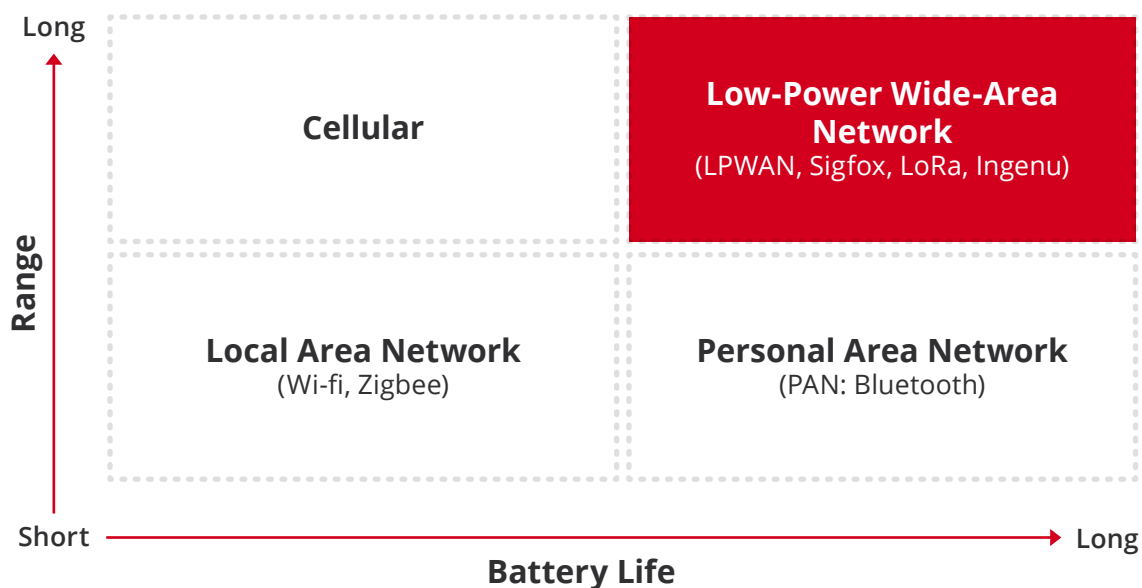 Long
Cellular
Low-Power Wide-Area
Network
(LPWAN, Sigfox, LoRa, Ingenu)
Range
Local Area Network
(Wi-fi, Zigbee)
Personal Area Network
(PAN: Bluetooth)
Short
Long
Battery Life